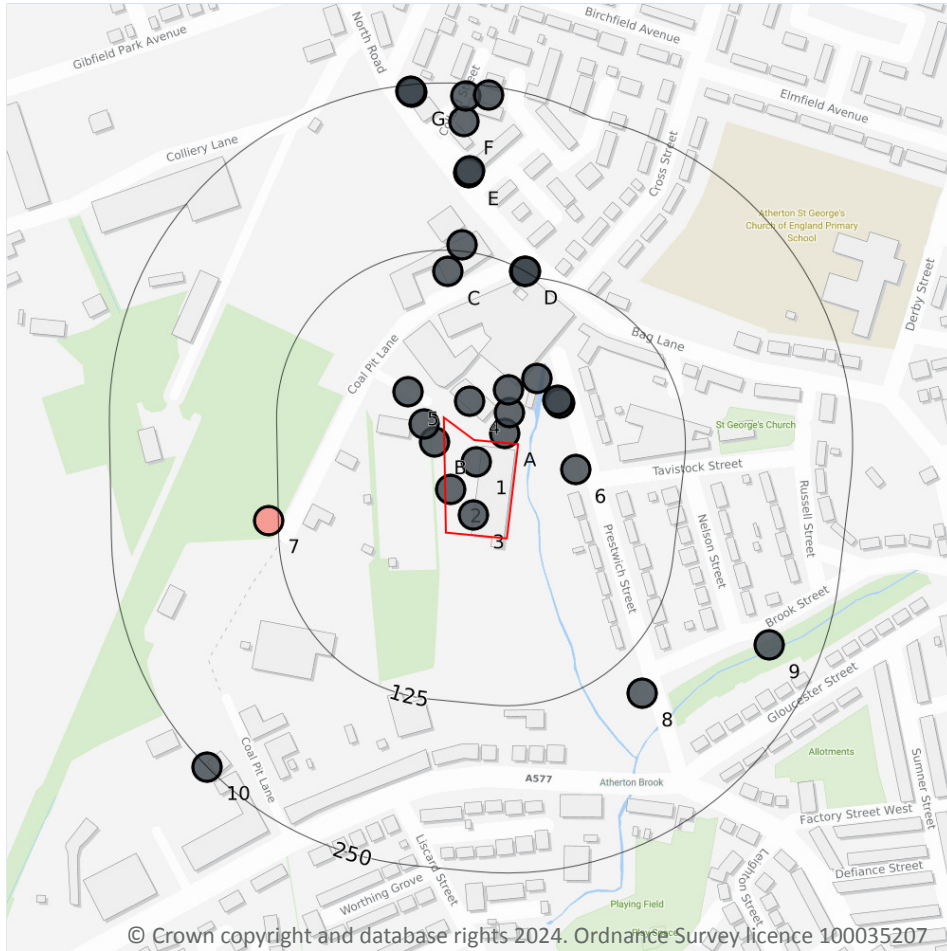 Gibfield Park Avenue
North Road
Birchfield Avenue
Elmfield Avenue
Colliery Lane
Cross Street
G
F
E
Atherton St George's
Church of England Primary
School
Derby Street
C
D
Bag Lane
Coal Pit Lane
5
4
A
B
1
2
3
6
St George's Church
Tavistock Street
Russell Street
Nelson Street
Prestwich Street
7
Brook Street
9
Gloucester Street
8
125
Coal Pit Lane
10
A577
Atherton Brook
Allotments
Sumner Street
Factory Street West
Defiance Street
Leighton Street
250
Liscard Street
Worthing Grove
Playing Field
Play Space
© Crown copyright and database rights 2024. Ordnance Survey licence 100035207